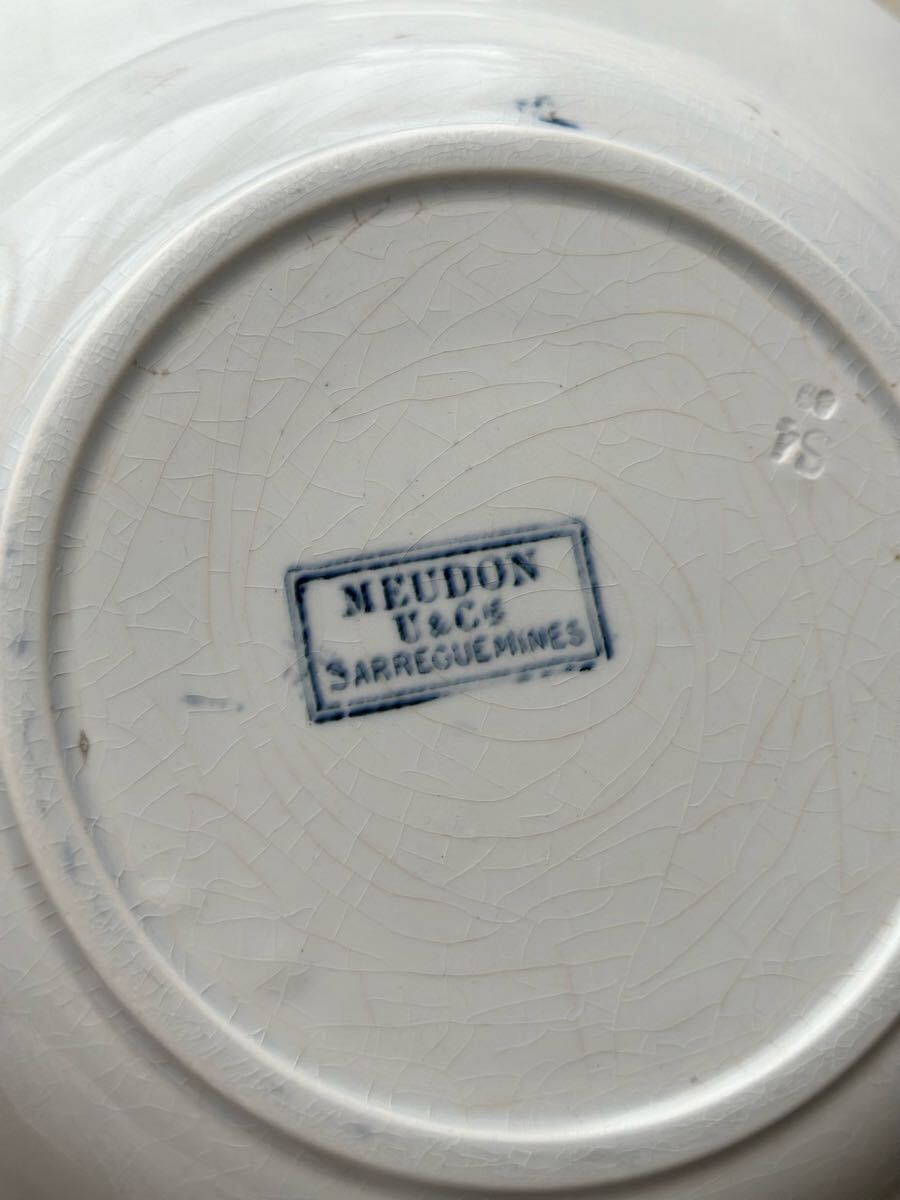 MEUDON
U & Cie
SARREGUEMINES